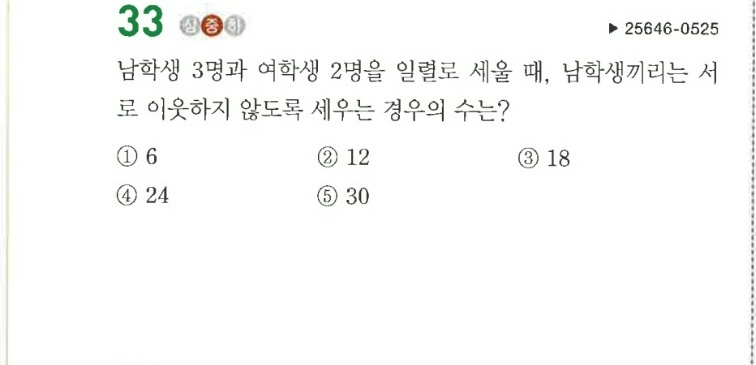 33 상 중 하
▶ 25646-0525
남학생 3명과 여학생 2명을 일렬로 세울 때, 남학생끼리는 서
로 이웃하지 않도록 세우는 경우의 수는?
① 6 ② 12 ③ 18
④ 24 ⑤ 30